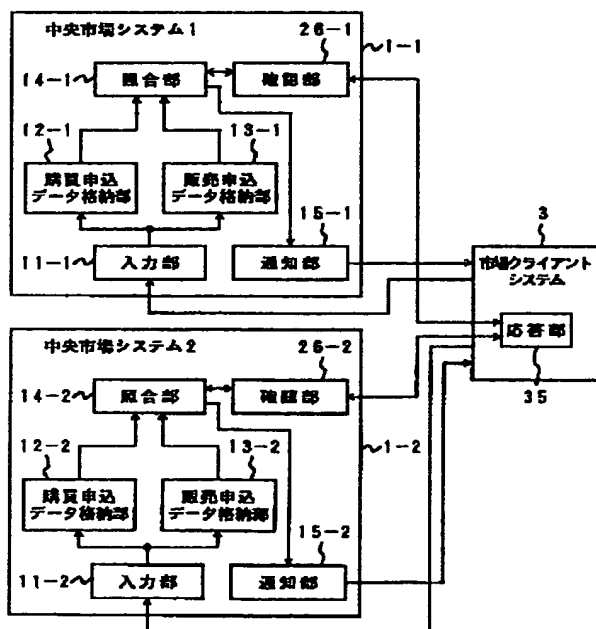 中央市場システム1
26-1
1-1
14-1
照合部
確認部
12-1
13-1
購買申込
データ格納部
販売申込
データ格納部
15-1
3
11-1
入力部
通知部
市場クライアント
システム
応答部
35
中央市場システム2
26-2
14-2
照合部
確認部
1-2
12-2
13-2
購買申込
データ格納部
販売申込
データ格納部
15-2
11-2
入力部
通知部